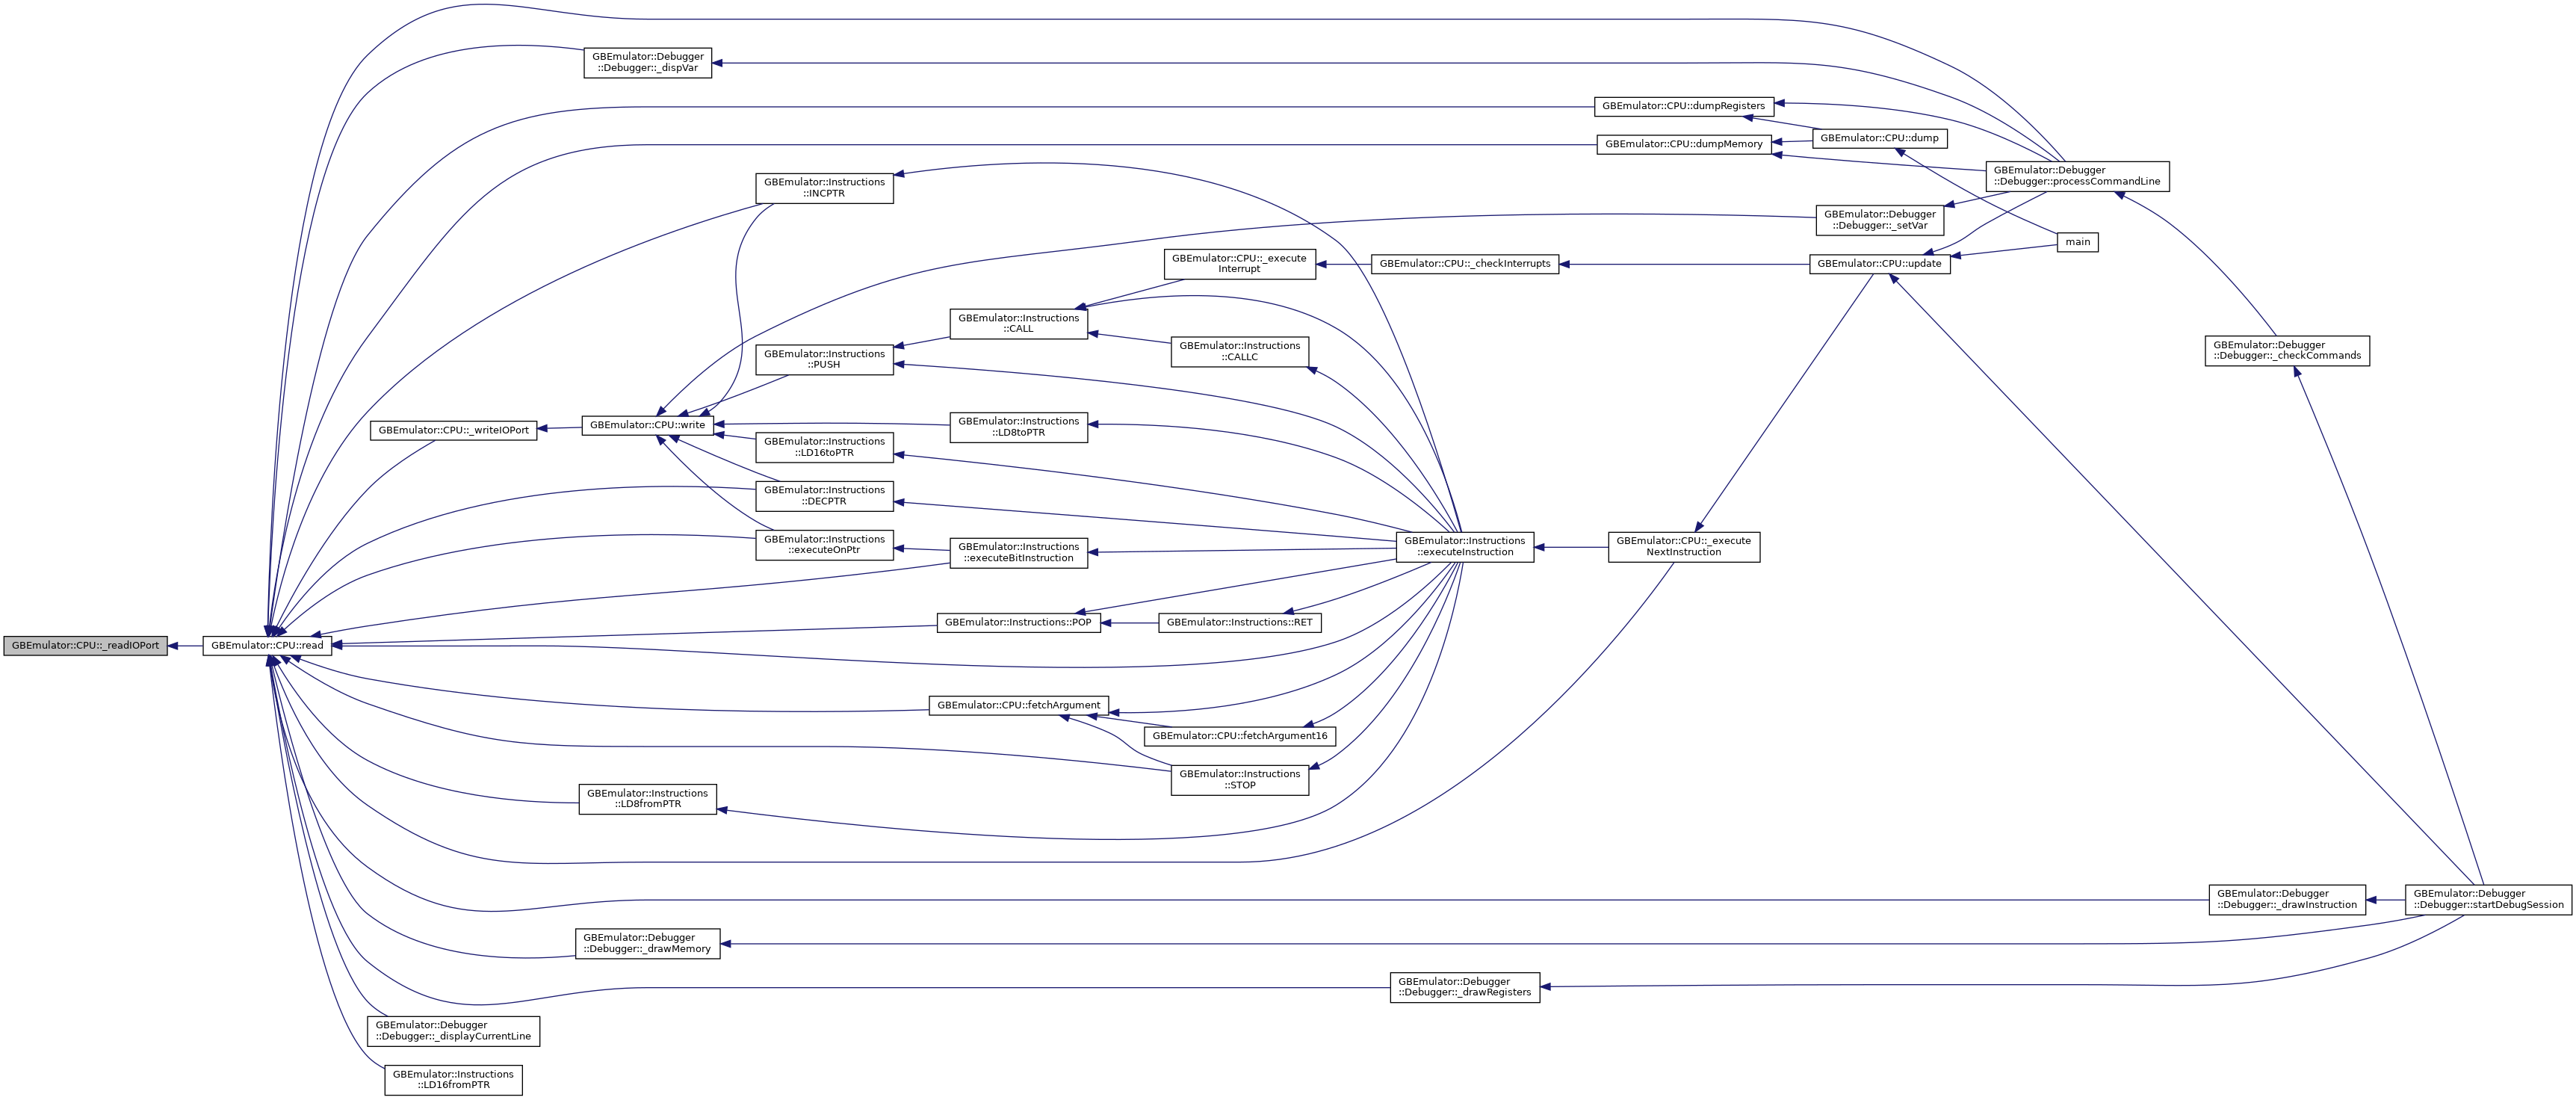 GBEmulator::Debugger
::Debugger::_dispVar
GBEmulator::CPU::dumpRegisters
GBEmulator::CPU::dump
GBEmulator::CPU::dumpMemory
GBEmulator::Debugger
::Debugger::processCommandLine
GBEmulator::Instructions
::INCPTR
GBEmulator::Debugger
::Debugger::_setVar
main
GBEmulator::CPU::_execute
Interrupt
GBEmulator::CPU::_checkInterrupts
GBEmulator::CPU::update
GBEmulator::Instructions
::CALL
GBEmulator::Instructions
::CALLC
GBEmulator::Debugger
::Debugger::_checkCommands
GBEmulator::Instructions
::PUSH
GBEmulator::CPU::_writeIOPort
GBEmulator::CPU::write
GBEmulator::Instructions
::LD8toPTR
GBEmulator::Instructions
::LD16toPTR
GBEmulator::Instructions
::DECPTR
GBEmulator::Instructions
::executeOnPtr
GBEmulator::Instructions
::executeBitInstruction
GBEmulator::Instructions
::executeInstruction
GBEmulator::CPU::_execute
NextInstruction
GBEmulator::Instructions::POP
GBEmulator::Instructions::RET
GBEmulator::CPU::_readIOPort
GBEmulator::CPU::read
GBEmulator::CPU::fetchArgument
GBEmulator::CPU::fetchArgument16
GBEmulator::Instructions
::STOP
GBEmulator::Instructions
::LD8fromPTR
GBEmulator::Debugger
::Debugger::_drawInstruction
GBEmulator::Debugger
::Debugger::startDebugSession
GBEmulator::Debugger
::Debugger::_drawMemory
GBEmulator::Debugger
::Debugger::_drawRegisters
GBEmulator::Debugger
::Debugger::_displayCurrentLine
GBEmulator::Instructions
::LD16fromPTR